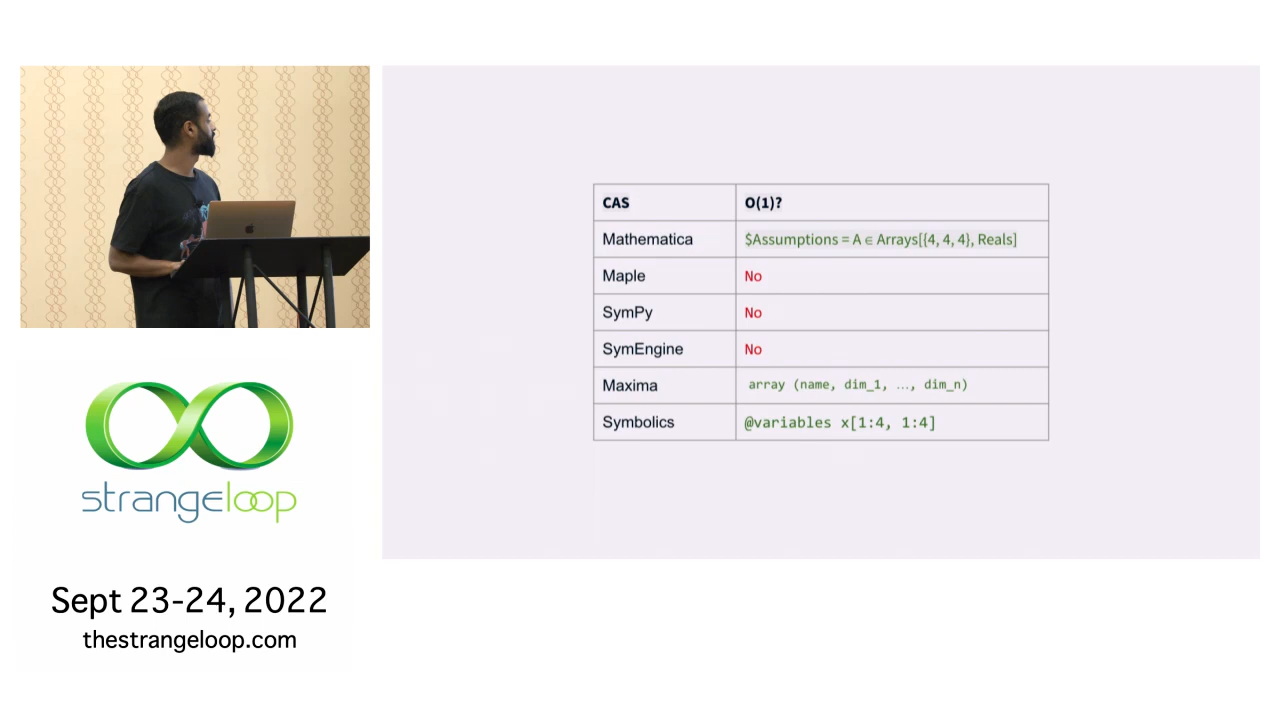 CAS O(1)?
Mathematica $Assumptions = A ∈ Arrays[{4, 4, 4}, Reals]
Maple No
SymPy No
SymEngine No
Maxima array (name, dim_1, ..., dim_n)
Symbolics @variables x[1:4, 1:4]
strangeloop
Sept 23-24, 2022
thestrangeloop.com